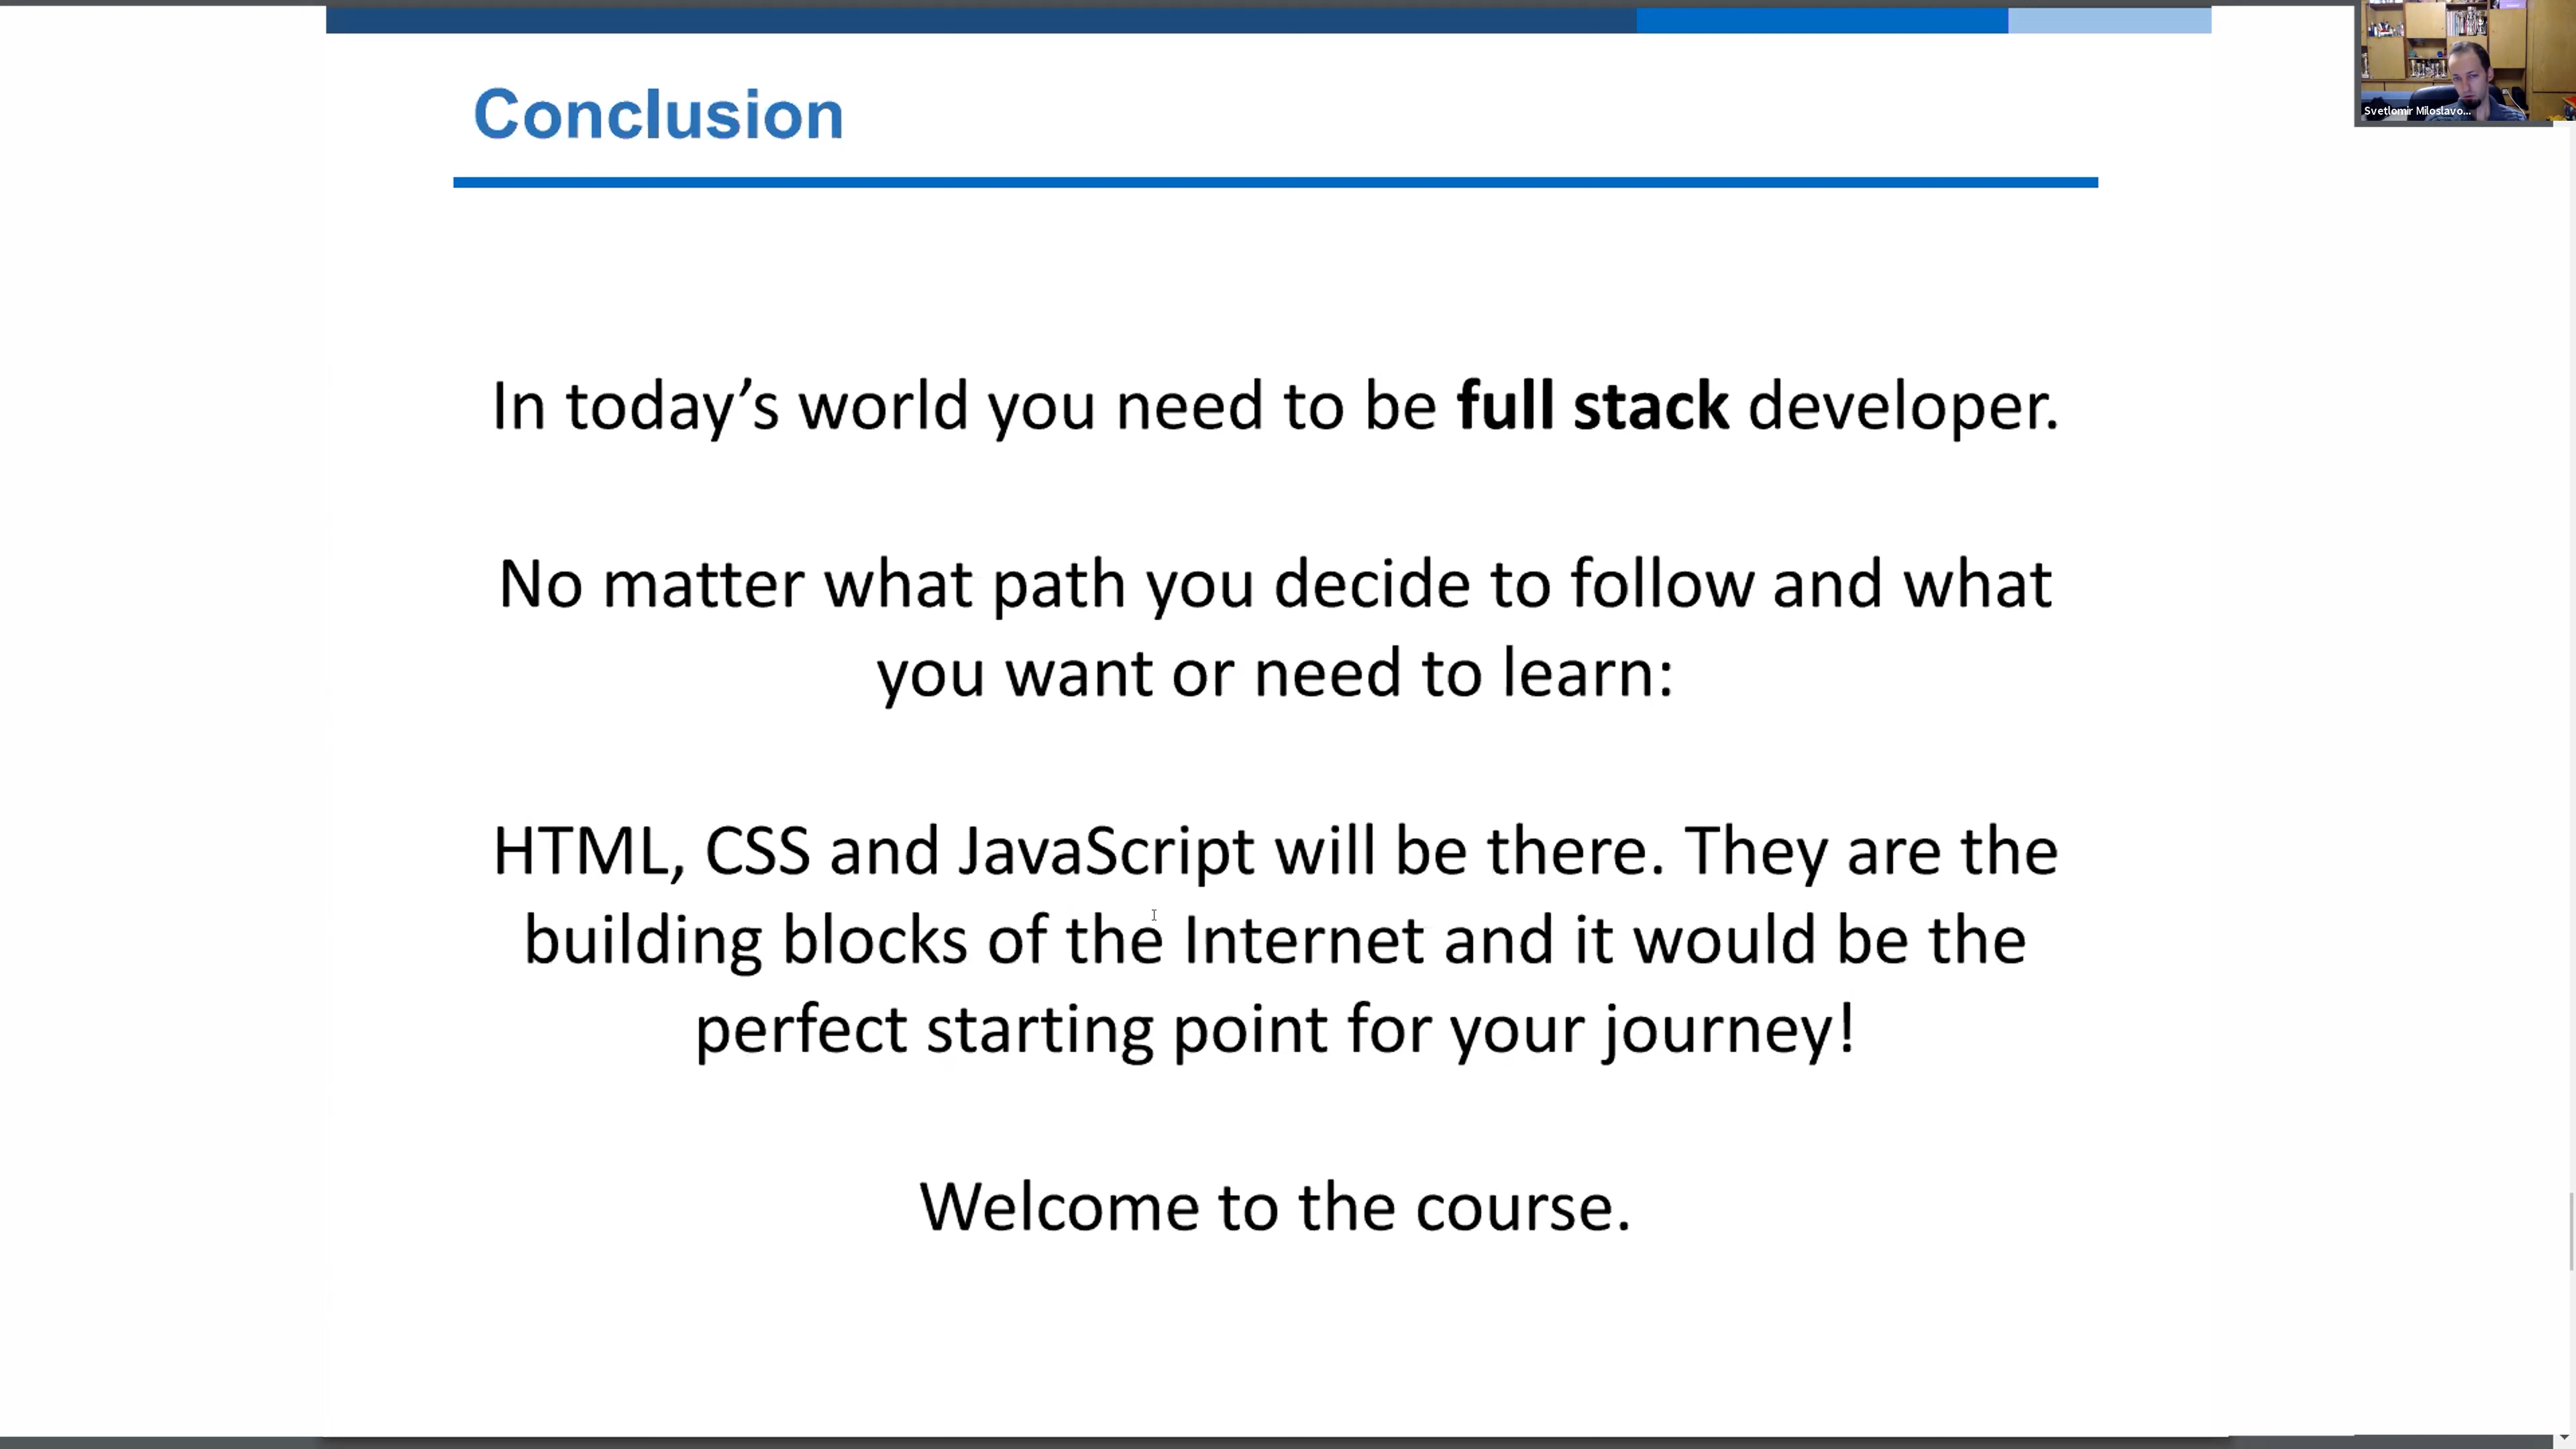 Conclusion
Svetlomir Miloslavo...
In today’s world you need to be full stack developer.
No matter what path you decide to follow and what
you want or need to learn:
HTML, CSS and JavaScript will be there. They are the
building blocks of the Internet and it would be the
perfect starting point for your journey!
Welcome to the course.